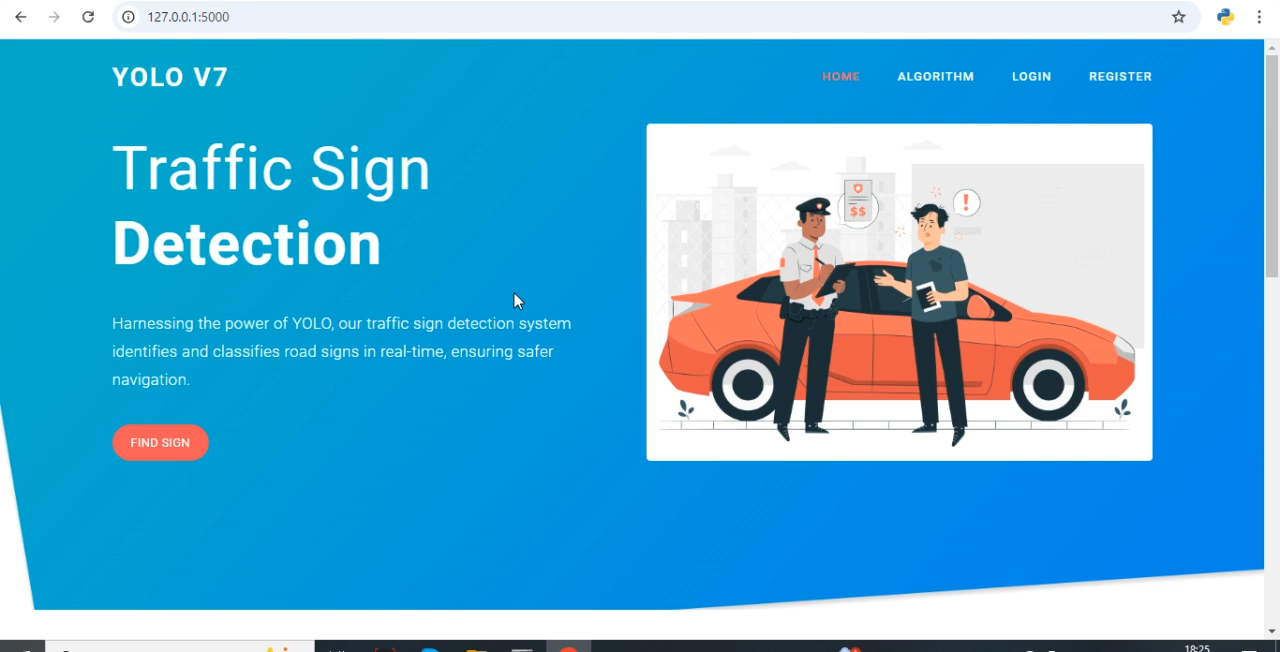 127.0.0.1:5000
YOLO V7
HOME ALGORITHM LOGIN REGISTER
Traffic Sign
Detection
$$
!
Harnessing the power of YOLO, our traffic sign detection system
identifies and classifies road signs in real-time, ensuring safer
navigation.
FIND SIGN
18:25